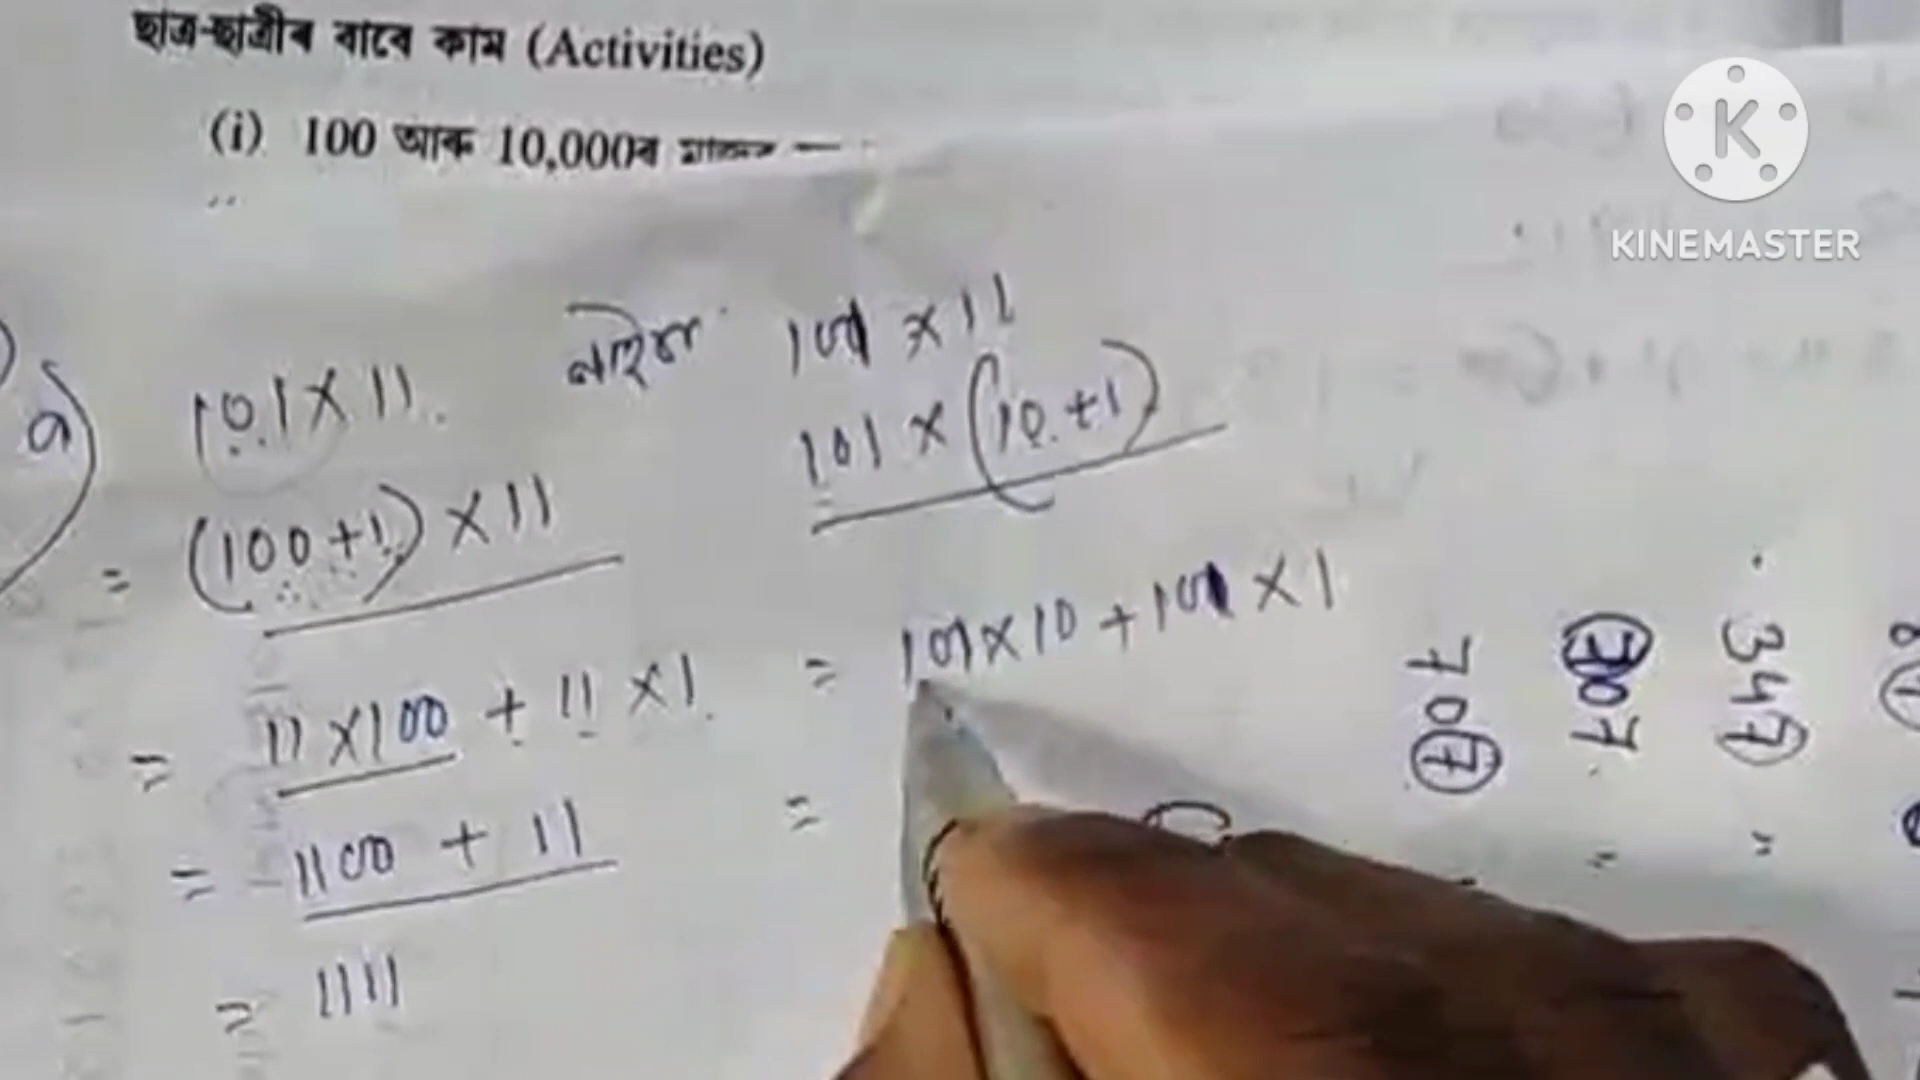 ছাত্ৰ-ছাত্ৰীৰ বাবে কাম (Activities)
(i) 100 আৰু 10,000ৰ মাজৰ
KINEMASTER
a)
101 × 11
= (100 + 1) × 11
= 11 × 100 + 11 × 1
= 1100 + 11
= 1111
নাইবা 101 × 11
101 × (10 + 1)
= 101 × 10 + 101 × 1
=
347
307
707